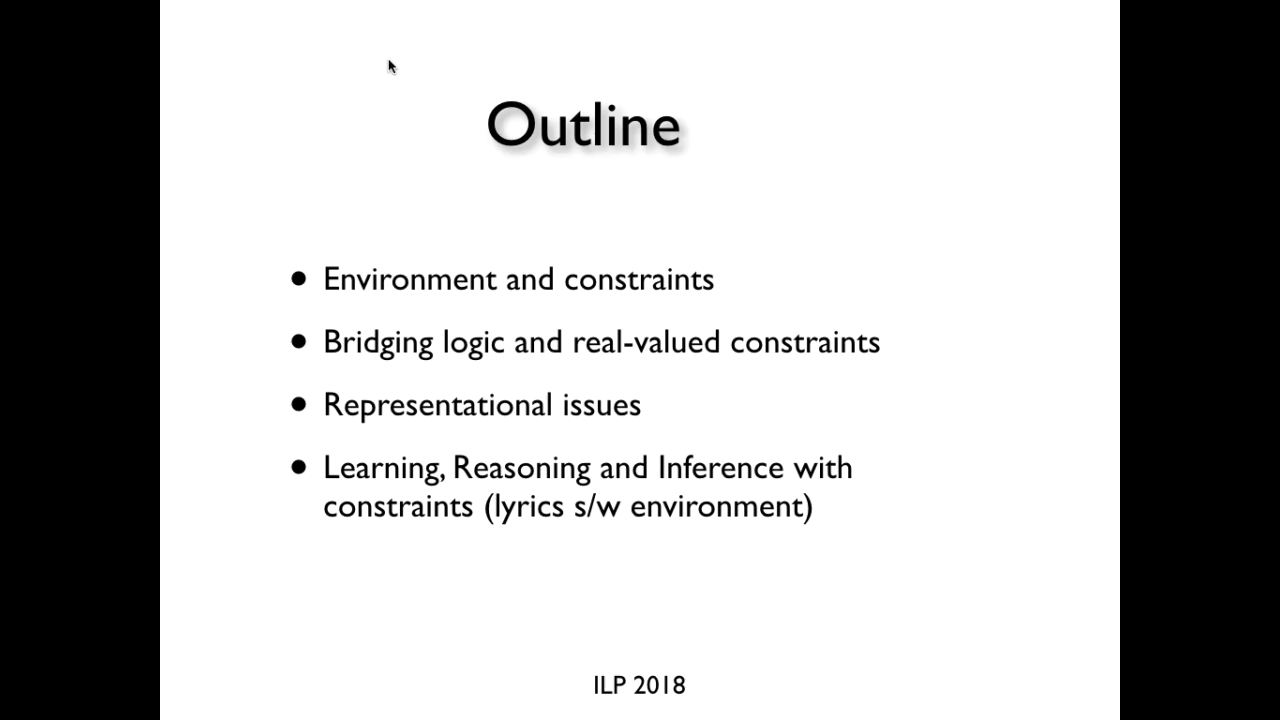 Outline
• Environment and constraints
• Bridging logic and real-valued constraints
• Representational issues
• Learning, Reasoning and Inference with
constraints (lyrics s/w environment)
ILP 2018